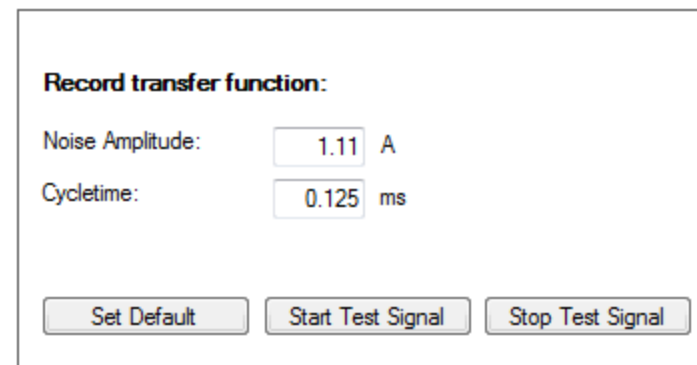 Record transfer function:
Noise Amplitude: 1.11 A
Cycletime: 0.125 ms
Set Default Start Test Signal Stop Test Signal